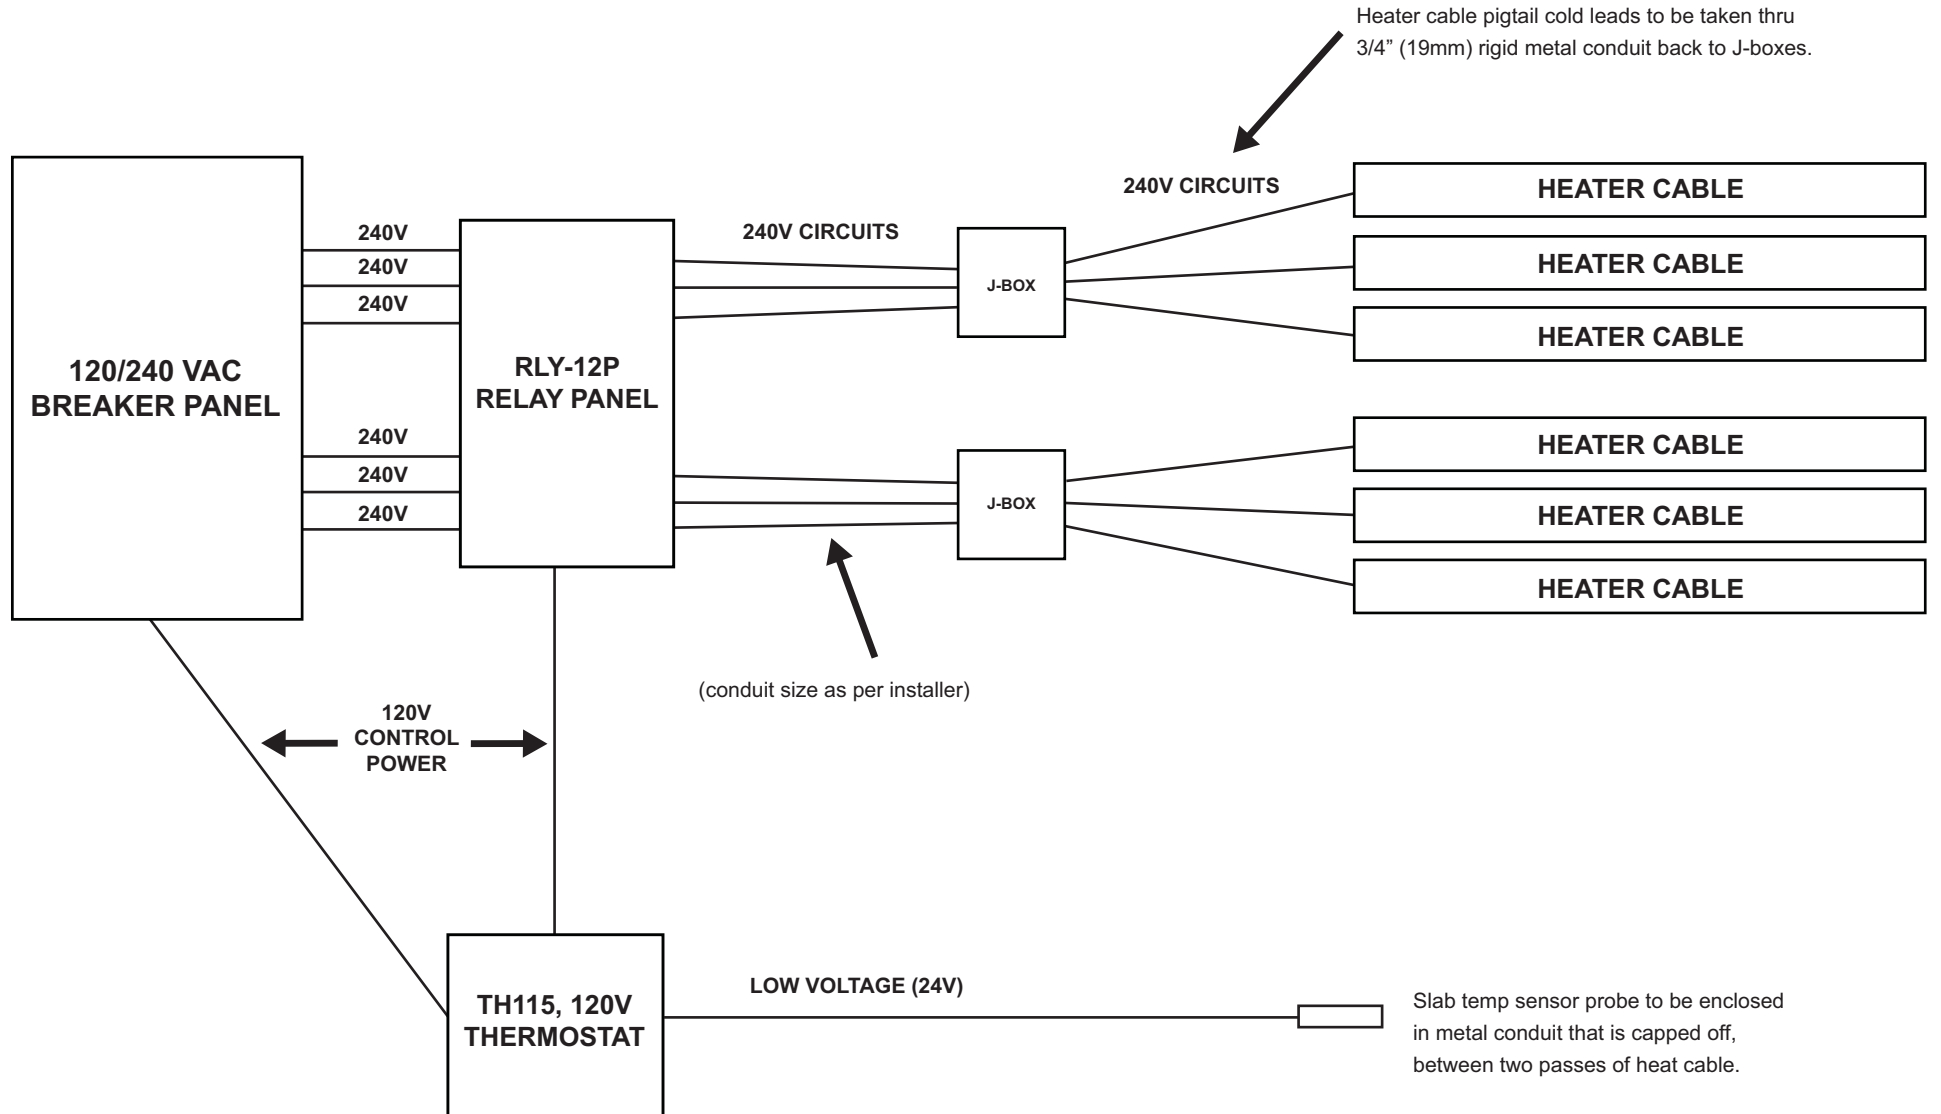 Heater cable pigtail cold leads to be taken thru
3/4” (19mm) rigid metal conduit back to J-boxes.
240V CIRCUITS
HEATER CABLE
240V
240V CIRCUITS
240V
HEATER CABLE
J-BOX
240V
HEATER CABLE
120/240 VAC
BREAKER PANEL
RLY-12P
RELAY PANEL
240V
HEATER CABLE
240V
J-BOX
240V
HEATER CABLE
HEATER CABLE
(conduit size as per installer)
120V
CONTROL
POWER
LOW VOLTAGE (24V)
TH115, 120V
THERMOSTAT
Slab temp sensor probe to be enclosed
in metal conduit that is capped off,
between two passes of heat cable.